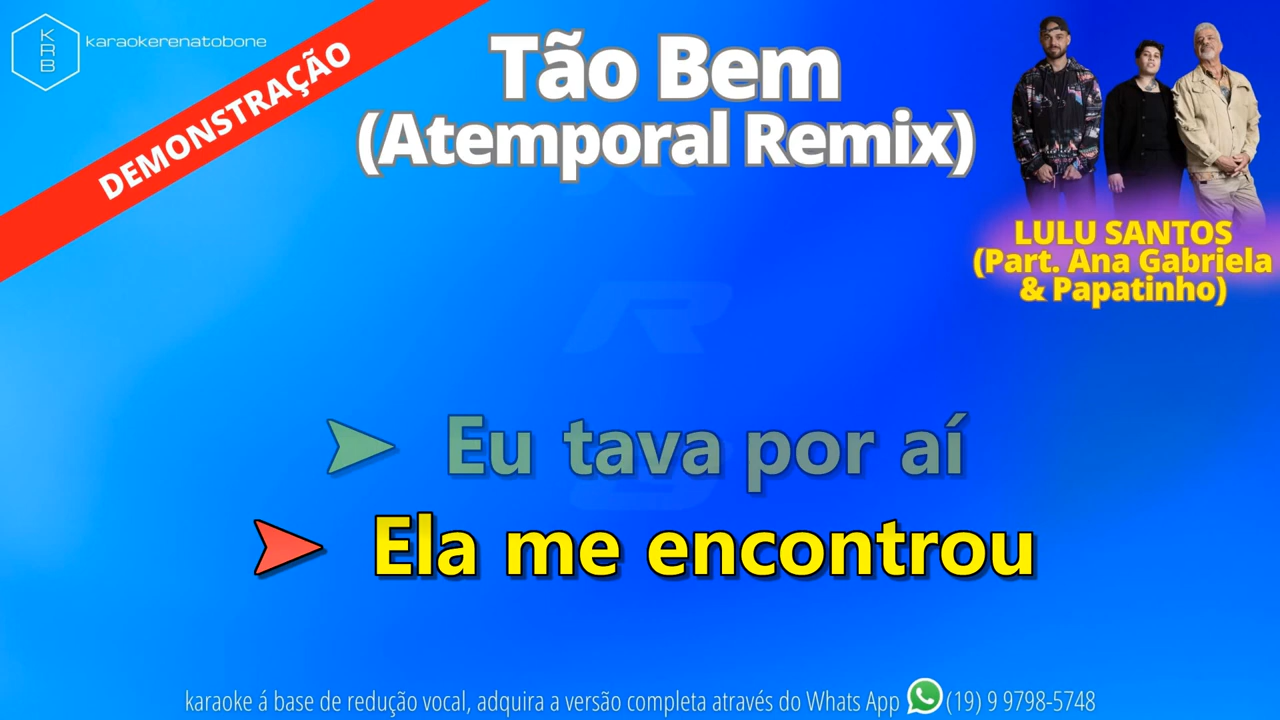 KRB
karaokerenatobone
DEMONSTRAÇÃO
Tão Bem
(Atemporal Remix)
LULU SANTOS
(Part. Ana Gabriela
& Papatinho)
R
Eu tava por aí
Ela me encontrou
karaoke á base de redução vocal, adquira a versão completa através do Whats App (19) 9 9798-5748